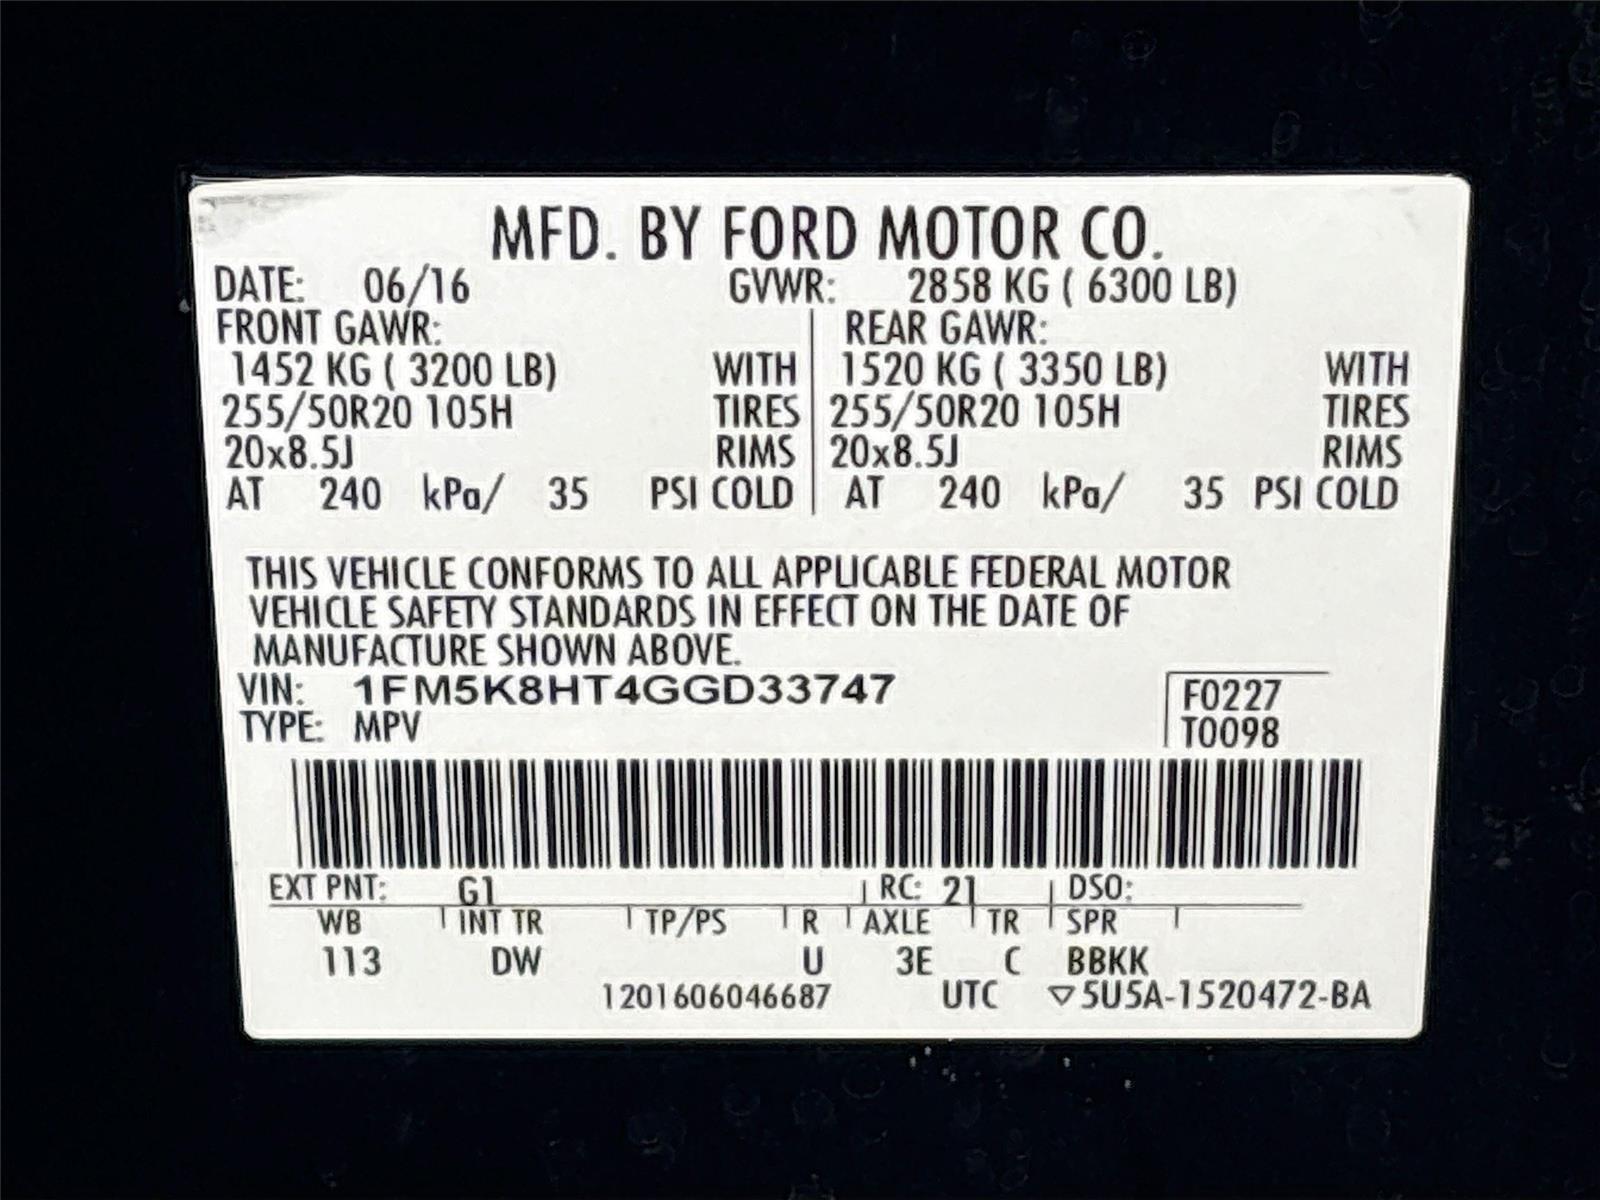 MFD. BY FORD MOTOR CO.
DATE: 06/16 GVWR: 2858 KG ( 6300 LB)
FRONT GAWR: REAR GAWR:
1452 KG ( 3200 LB) WITH 1520 KG ( 3350 LB) WITH
255/50R20 105H TIRES 255/50R20 105H TIRES
20x8.5J RIMS 20x8.5J RIMS
AT 240 kPa/ 35 PSI COLD AT 240 kPa/ 35 PSI COLD
THIS VEHICLE CONFORMS TO ALL APPLICABLE FEDERAL MOTOR
VEHICLE SAFETY STANDARDS IN EFFECT ON THE DATE OF
MANUFACTURE SHOWN ABOVE.
VIN: 1FM5K8HT4GGD33747 F0227
TYPE: MPV T0098
EXT PNT: G1 RC: 21 DSO:
WB INT TR TP/PS R AXLE TR SPR
113 DW U 3E C BBKK
1201606046687 UTC ▽5U5A-1520472-BA